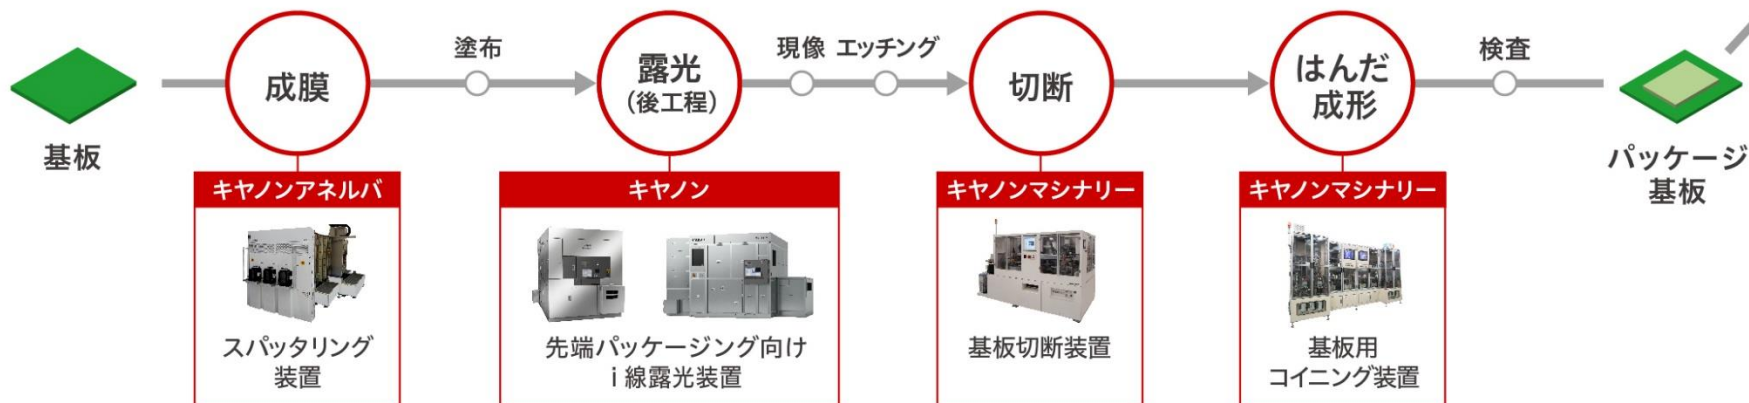 基板
成膜
塗布
露光
（後工程）
現像 エッチング
切断
はんだ
成形
検査
パッケージ
基板
キヤノンアネルバ
スパッタリング
装置
キヤノン
先端パッケージング向け
i 線露光装置
キヤノンマシナリー
基板切断装置
キヤノンマシナリー
基板用
コイニング装置